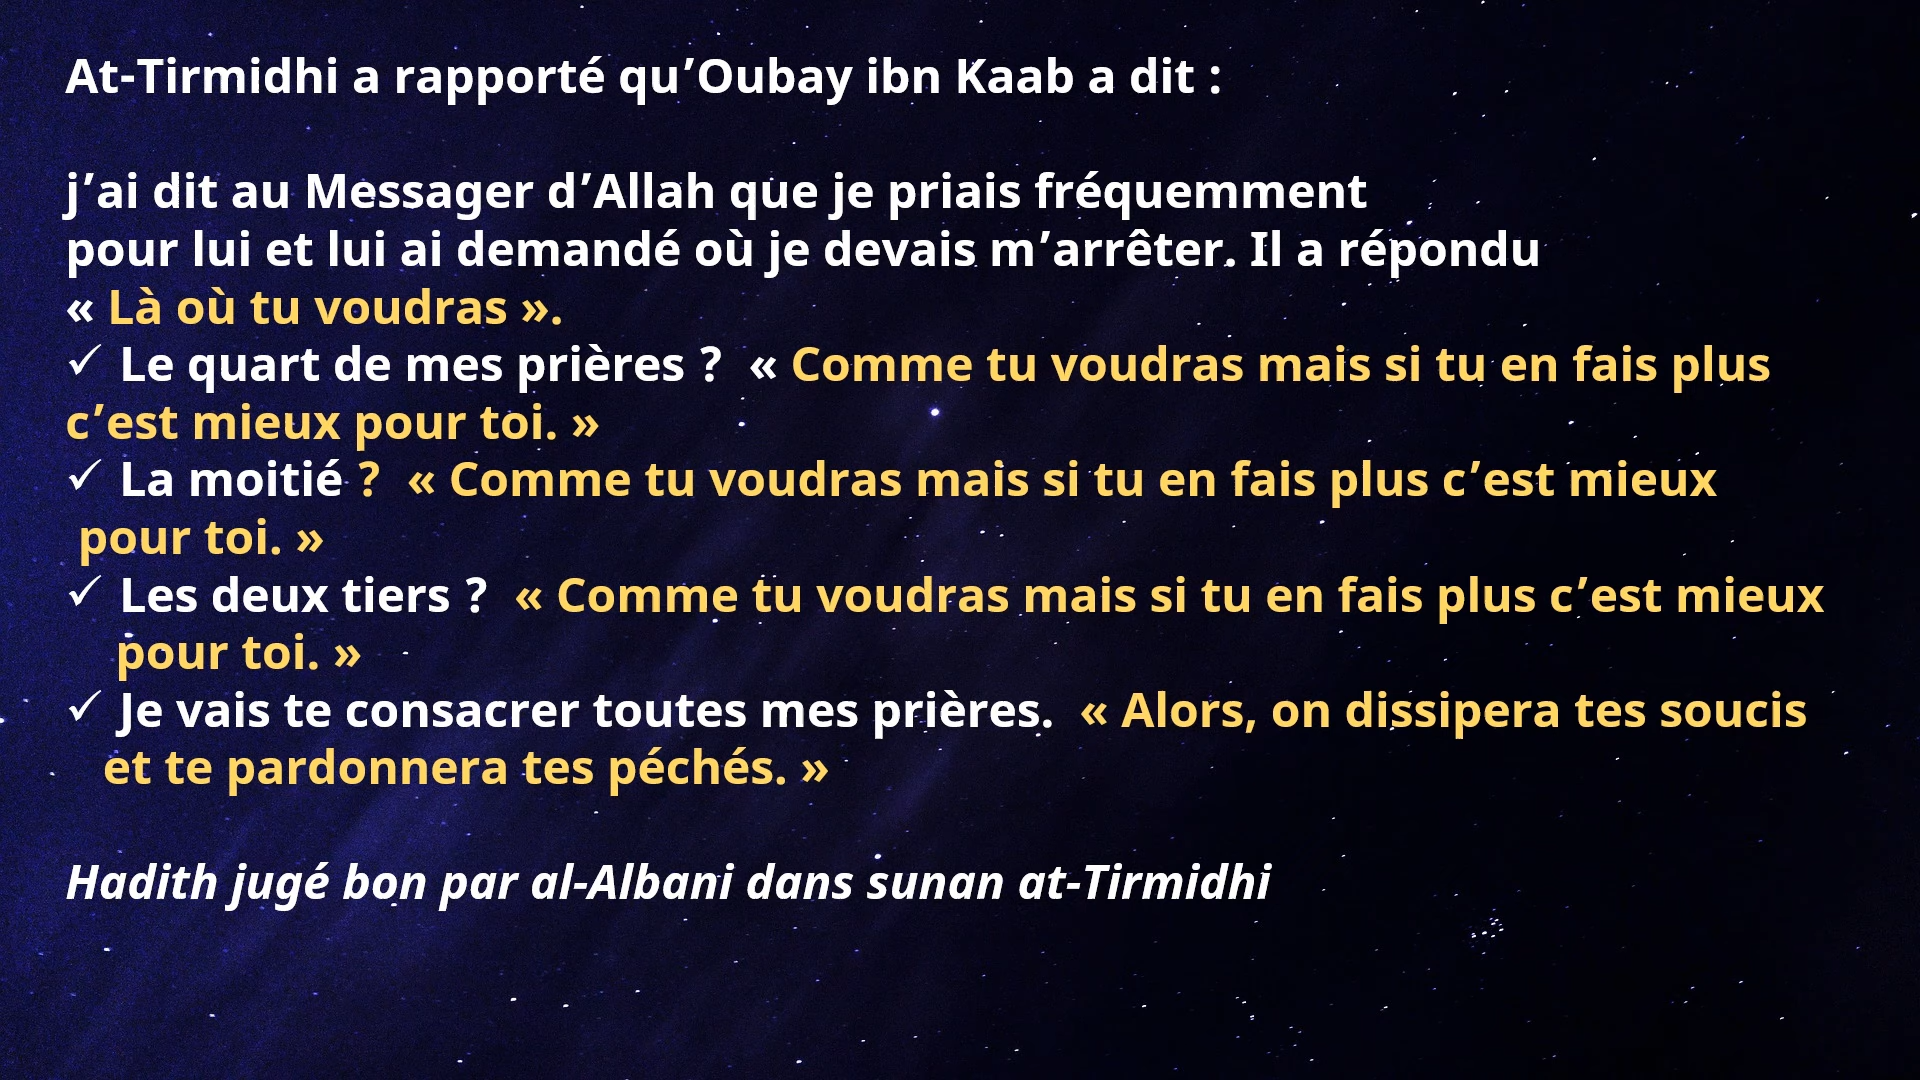 At-Tirmidhi a rapporté qu’Oubay ibn Kaab a dit :
j’ai dit au Messager d’Allah que je priais fréquemment
pour lui et lui ai demandé où je devais m’arrêter. Il a répondu
« Là où tu voudras ».
✓ Le quart de mes prières ? « Comme tu voudras mais si tu en fais plus
c’est mieux pour toi. »
✓ La moitié ? « Comme tu voudras mais si tu en fais plus c’est mieux
pour toi. »
✓ Les deux tiers ? « Comme tu voudras mais si tu en fais plus c’est mieux
pour toi. »
✓ Je vais te consacrer toutes mes prières. « Alors, on dissipera tes soucis
et te pardonnera tes péchés. »
Hadith jugé bon par al-Albani dans sunan at-Tirmidhi